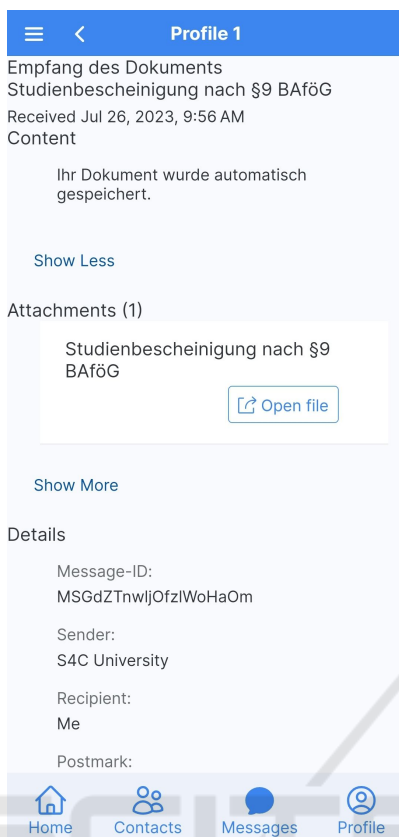 Profile 1
Empfang des Dokuments
Studienbescheinigung nach §9 BAföG
Received Jul 26, 2023, 9:56 AM
Content
Ihr Dokument wurde automatisch
gespeichert.
Show Less
Attachments (1)
Studienbescheinigung nach §9
BAföG
Open file
Show More
Details
Message-ID:
MSGdZTnwljOfzlWoHaOm
Sender:
S4C University
Recipient:
Me
Postmark:
Home Contacts Messages Profile